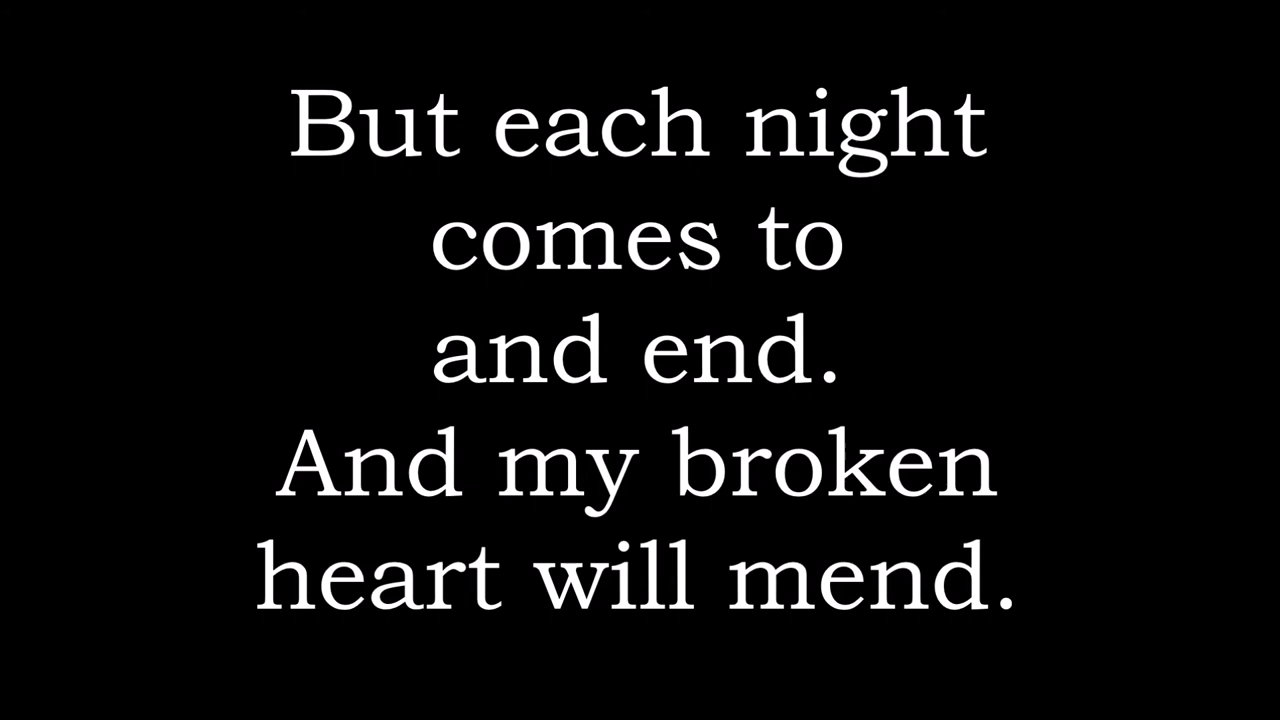 But each night
comes to
and end.
And my broken
heart will mend.